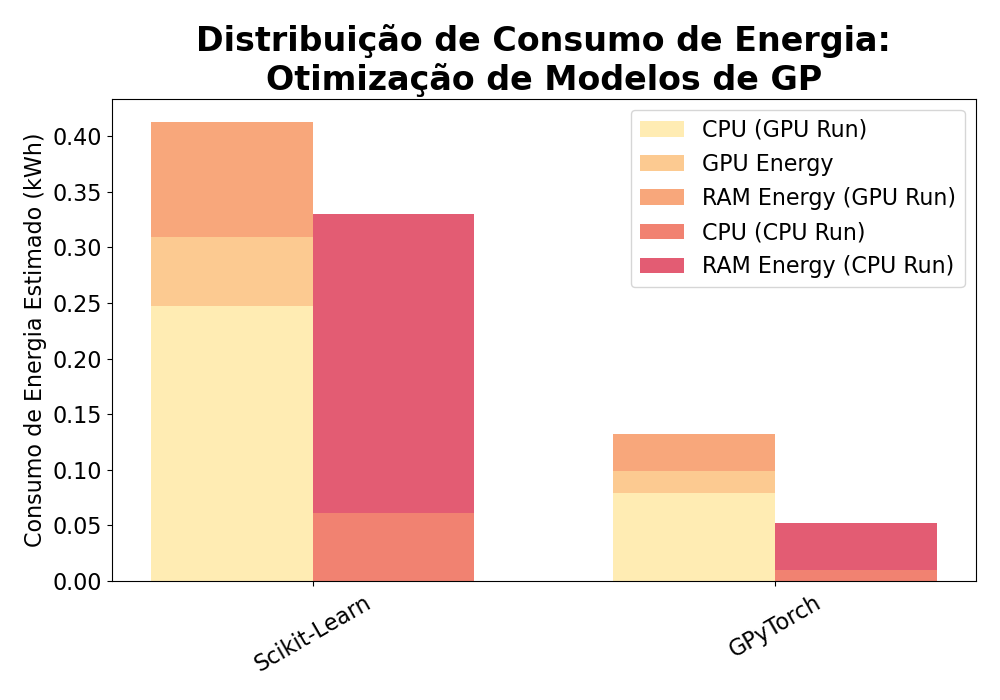 Distribuição de Consumo de Energia:
Otimização de Modelos de GP
Consumo de Energia Estimado (kWh)
0.40
0.35
0.30
0.25
0.20
0.15
0.10
0.05
0.00
CPU (GPU Run)
GPU Energy
RAM Energy (GPU Run)
CPU (CPU Run)
RAM Energy (CPU Run)
Scikit-Learn
GPyTorch